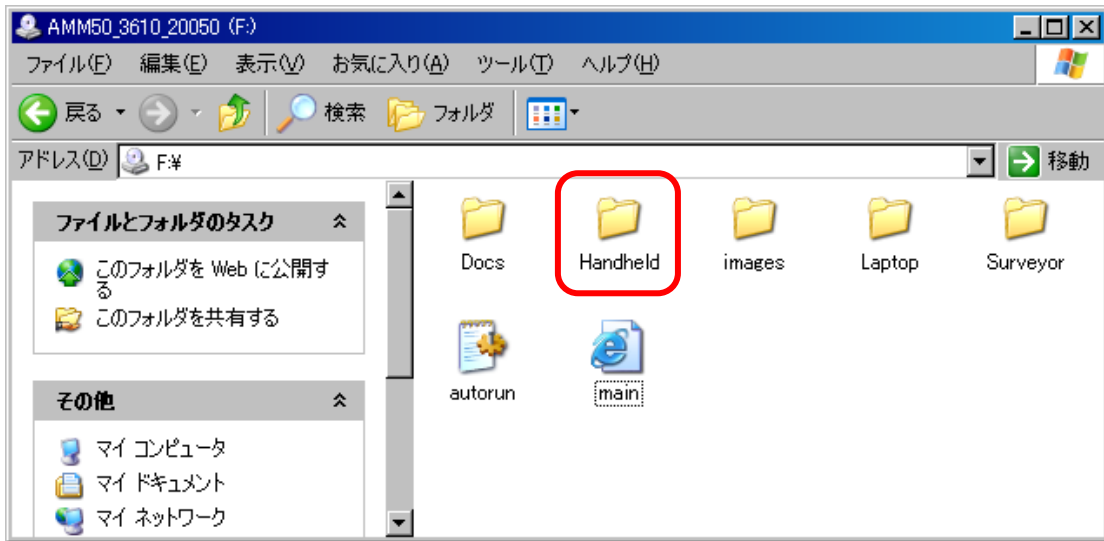 AMM50_3610_20050 (F:)
ファイル(F) 編集(E) 表示(V) お気に入り(A) ツール(T) ヘルプ(H)
戻る 検索 フォルダ
アドレス(D) F:¥ 移動
ファイルとフォルダのタスク
このフォルダを Web に公開す
る
このフォルダを共有する
その他
マイ コンピュータ
マイ ドキュメント
マイ ネットワーク
Docs Handheld images Laptop Surveyor
autorun main